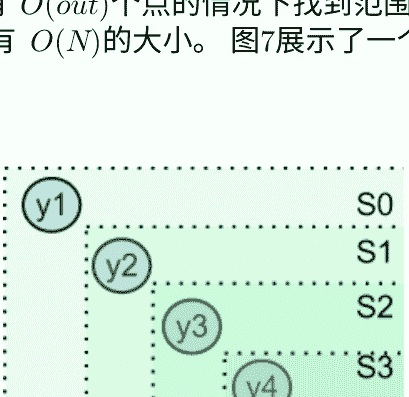 O(out)个点的情况下找到范围
有 O(N)的大小。 图7展示了一个
y1 S0
y2 S1
y3 S2
y4 S3